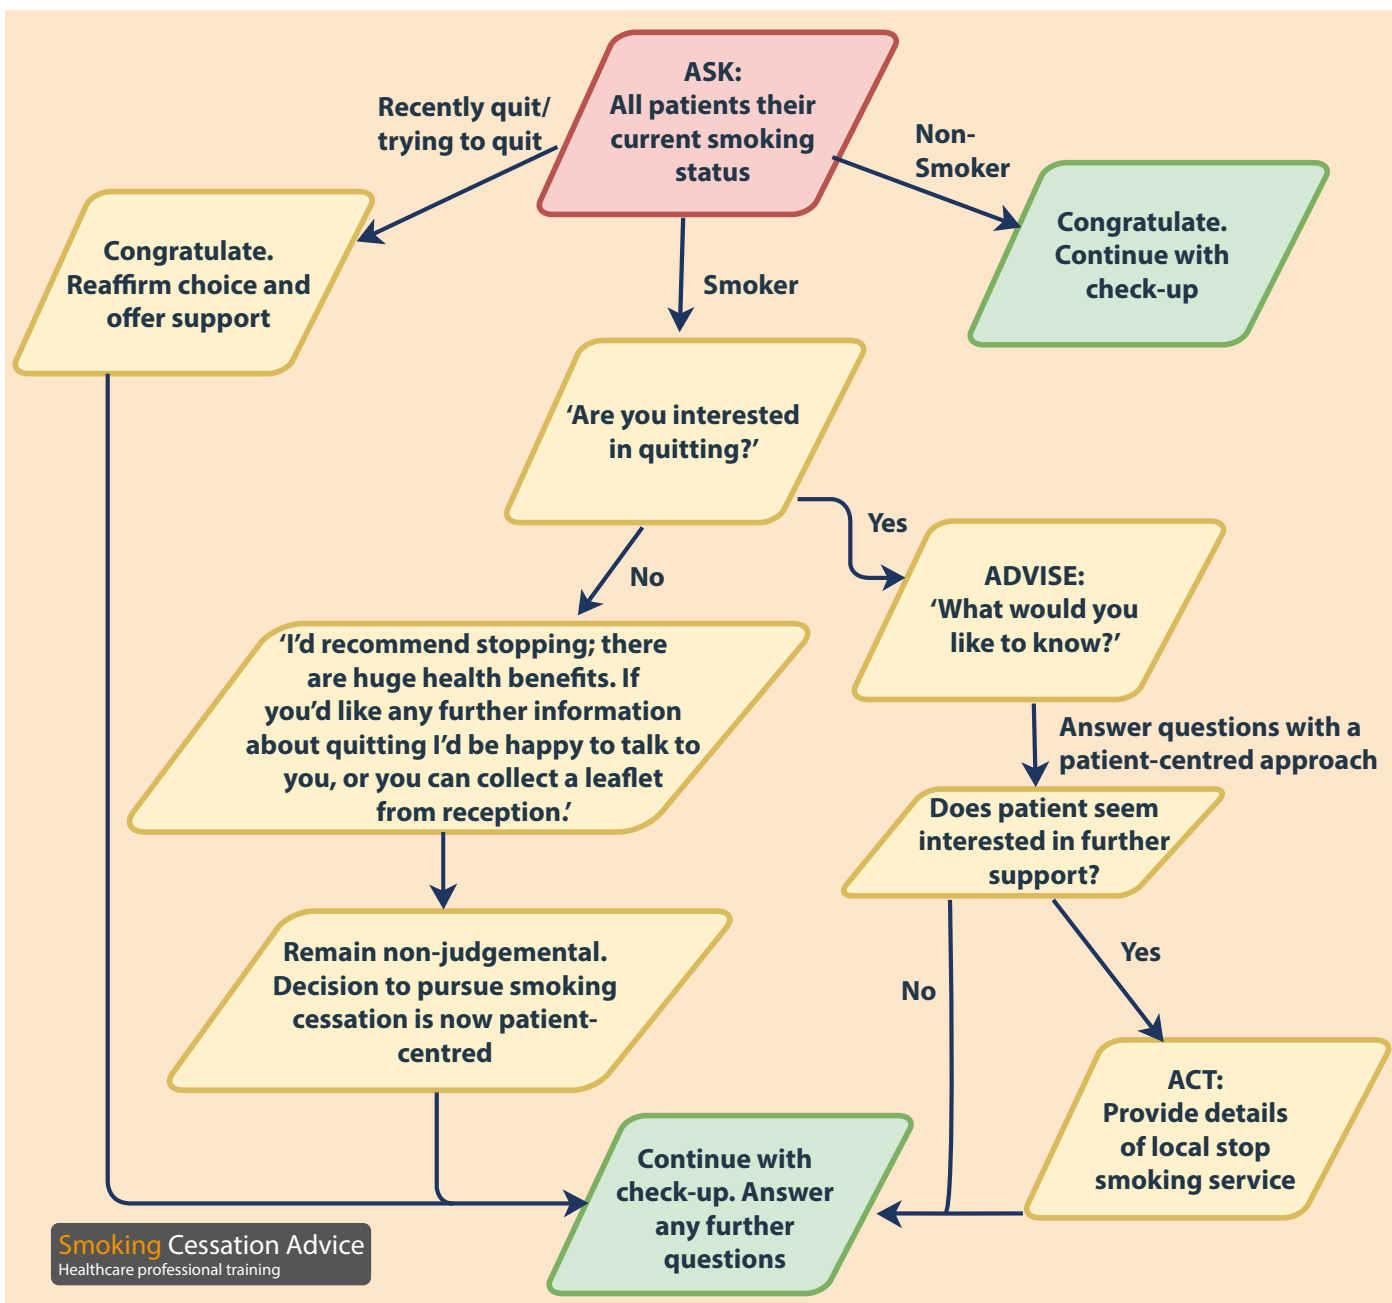 ASK:
All patients their
current smoking
status
Recently quit/
trying to quit
Non-
Smoker
Congratulate.
Reaffirm choice and
offer support
Smoker
Congratulate.
Continue with
check-up
‘Are you interested
in quitting?’
Yes
No
ADVISE:
‘What would you
like to know?’
‘I’d recommend stopping; there
are huge health benefits. If
you’d like any further information
about quitting I’d be happy to talk to
you, or you can collect a leaflet
from reception.’
Answer questions with a
patient-centred approach
Does patient seem
interested in further
support?
Remain non-judgemental.
Decision to pursue smoking
cessation is now patient-
centred
No
Yes
ACT:
Provide details
of local stop
smoking service
Continue with
check-up. Answer
any further
questions
Smoking Cessation Advice
Healthcare professional training